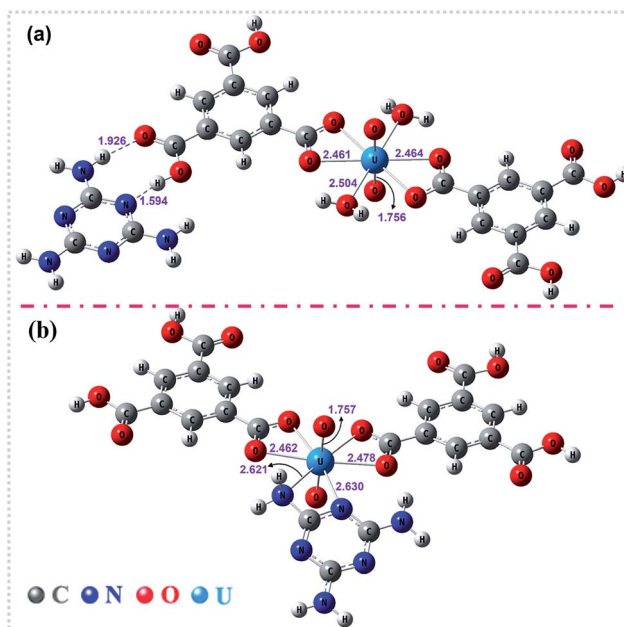 (a)
H
O C O
H C C C H
O H
1.926 O C C C O O H
H C C O U O C O H
H N O H 2.461 2.464 C C C
H 1.594 2.504 O O C C C H
N C N H O O H C C
N C H H 1.756 C
H N C N N H O O
H H H
(b)
H
O C O O O H
H C H 1.757 C
H O C C C O O O H C C H
C C C C 2.462 U C C C C O H
O H O 2.478 O H C
2.621 2.630 O
H O
H N N
C C N H
N N H
C
H N H
C N O U